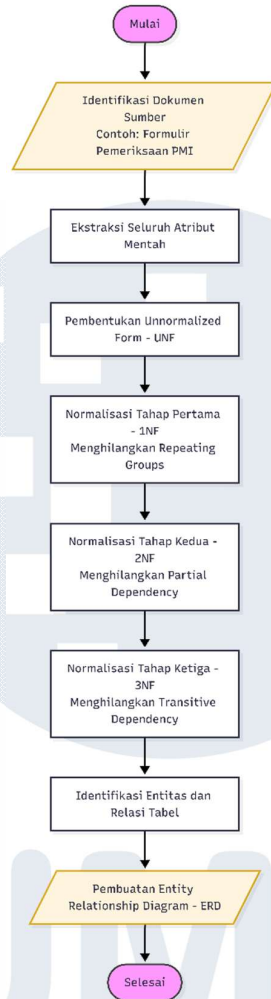 Mulai
Identifikasi Dokumen
Sumber
Contoh: Formulir
Pemeriksaan PMI
Ekstraksi Seluruh Atribut
Mentah
Pembentukan Unnormalized
Form - UNF
Normalisasi Tahap Pertama
- 1NF
Menghilangkan Repeating
Groups
Normalisasi Tahap Kedua -
2NF
Menghilangkan Partial
Dependency
Normalisasi Tahap Ketiga -
3NF
Menghilangkan Transitive
Dependency
Identifikasi Entitas dan
Relasi Tabel
Pembuatan Entity
Relationship Diagram - ERD
Selesai